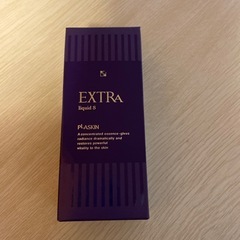 EXTRA
liquid S
PLASKIN
A concentrated essence gives
radiance dramatically and
restores powerful
vitality to the skin